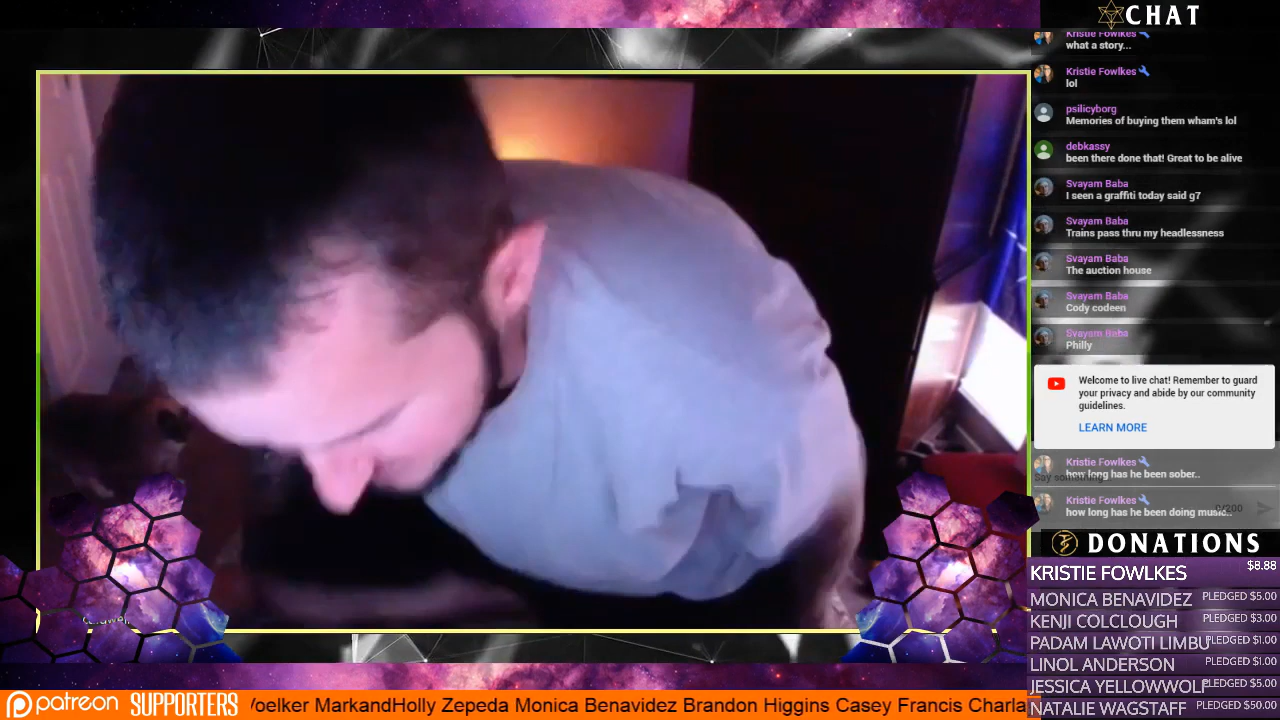 CHAT
Kristie Fowlkes
what a story...
Kristie Fowlkes
lol
psilicyborg
Memories of buying them wham's lol
debkassy
been there done that! Great to be alive
Svayam Baba
I seen a graffiti today said g7
Svayam Baba
Trains pass thru my headlessness
Svayam Baba
The auction house
Svayam Baba
Cody codeen
Svayam Baba
Philly
Welcome to live chat! Remember to guard
your privacy and abide by our community
guidelines.
LEARN MORE
Kristie Fowlkes
how long has he been sober..
Say something...
Kristie Fowlkes
how long has he been doing music..
0/200
DONATIONS
KRISTIE FOWLKES $8.88
MONICA BENAVIDEZ PLEDGED $5.00
KENJI COLCLOUGH PLEDGED $3.00
PADAM LAWOTI LIMBU PLEDGED $1.00
LINOL ANDERSON PLEDGED $1.00
JESSICA YELLOWWOLF PLEDGED $5.00
NATALIE WAGSTAFF PLEDGED $50.00
patreon SUPPORTERS Voelker MarkandHolly Zepeda Monica Benavidez Brandon Higgins Casey Francis Charla